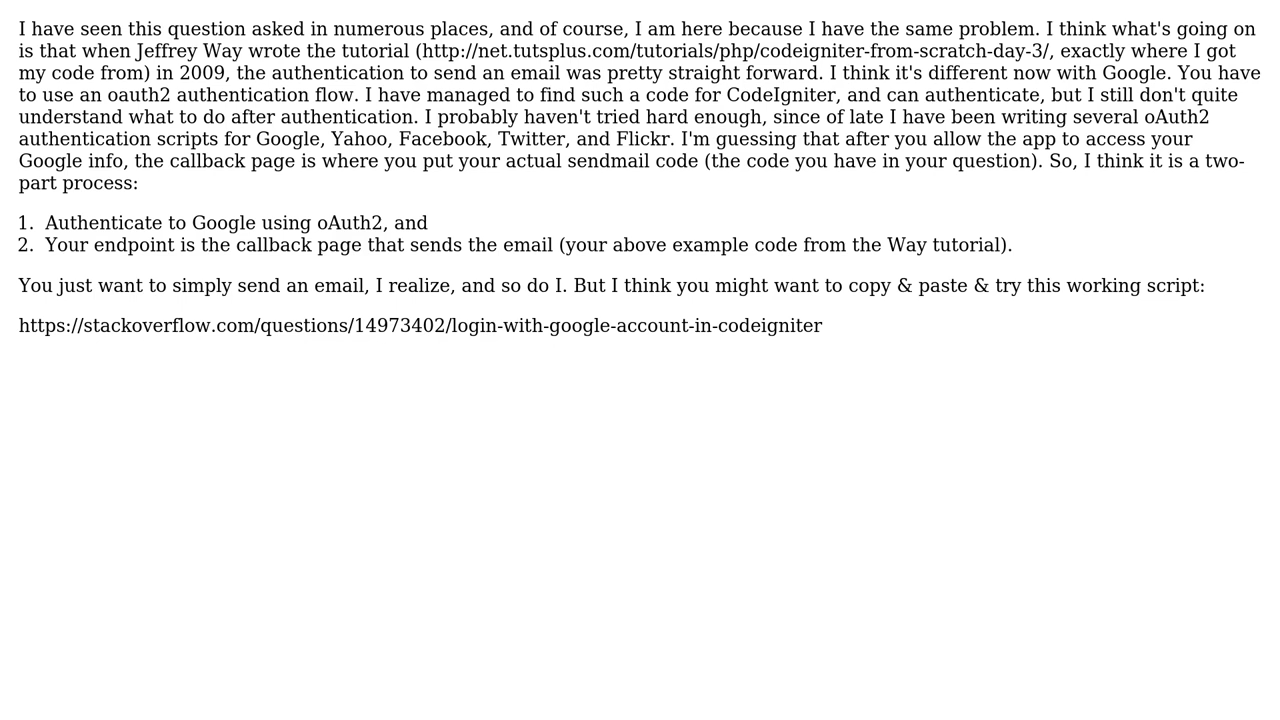 I have seen this question asked in numerous places, and of course, I am here because I have the same problem. I think what's going on
is that when Jeffrey Way wrote the tutorial (http://net.tutsplus.com/tutorials/php/codeigniter-from-scratch-day-3/, exactly where I got
my code from) in 2009, the authentication to send an email was pretty straight forward. I think it's different now with Google. You have
to use an oauth2 authentication flow. I have managed to find such a code for CodeIgniter, and can authenticate, but I still don't quite
understand what to do after authentication. I probably haven't tried hard enough, since of late I have been writing several oAuth2
authentication scripts for Google, Yahoo, Facebook, Twitter, and Flickr. I'm guessing that after you allow the app to access your
Google info, the callback page is where you put your actual sendmail code (the code you have in your question). So, I think it is a two-
part process:
1. Authenticate to Google using oAuth2, and
2. Your endpoint is the callback page that sends the email (your above example code from the Way tutorial).
You just want to simply send an email, I realize, and so do I. But I think you might want to copy & paste & try this working script:
https://stackoverflow.com/questions/14973402/login-with-google-account-in-codeigniter